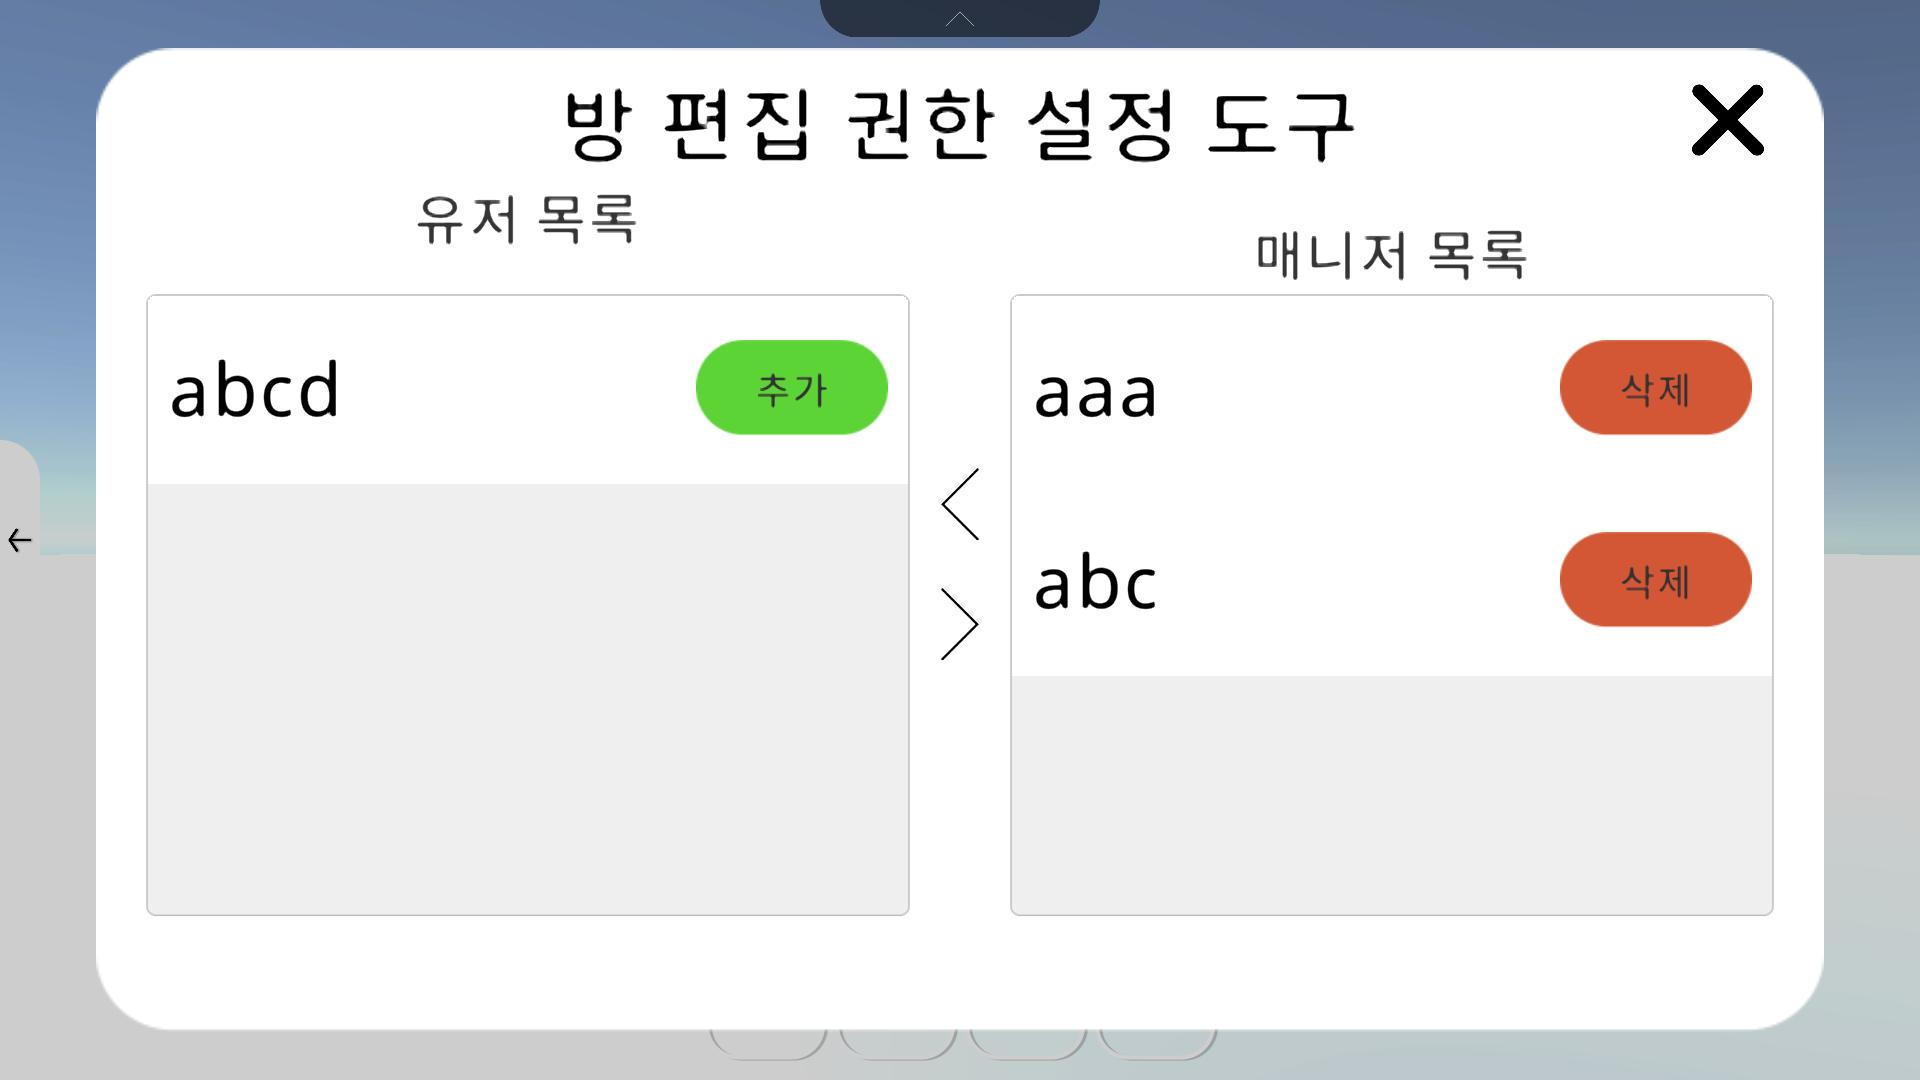 방 편집 권한 설정 도구
유저 목록
매니저 목록
abcd
추가
aaa
삭제
abc
삭제